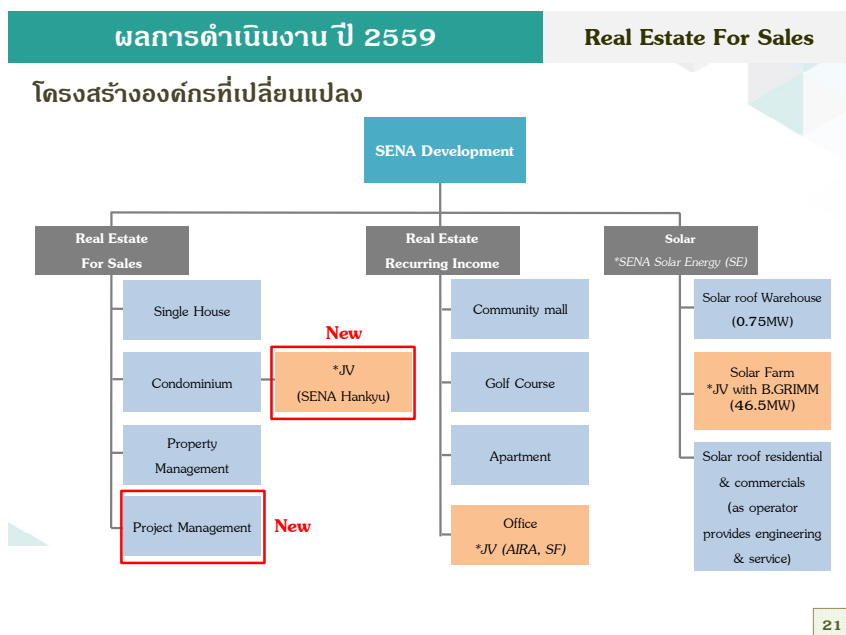 ผลการดำเนินงาน ปี 2559
Real Estate For Sales
โครงสร้างองค์กรที่เปลี่ยนแปลง
SENA Development
Real Estate
For Sales
Single House
Condominium
New
*JV
(SENA Hankyu)
Property
Management
Project Management
New
Real Estate
Recurring Income
Community mall
Golf Course
Apartment
Office
*JV (AIRA, SF)
Solar
*SENA Solar Energy (SE)
Solar roof Warehouse
(0.75MW)
Solar Farm
*JV with B.GRIMM
(46.5MW)
Solar roof residential
& commercials
(as operator
provides engineering
& service)
21